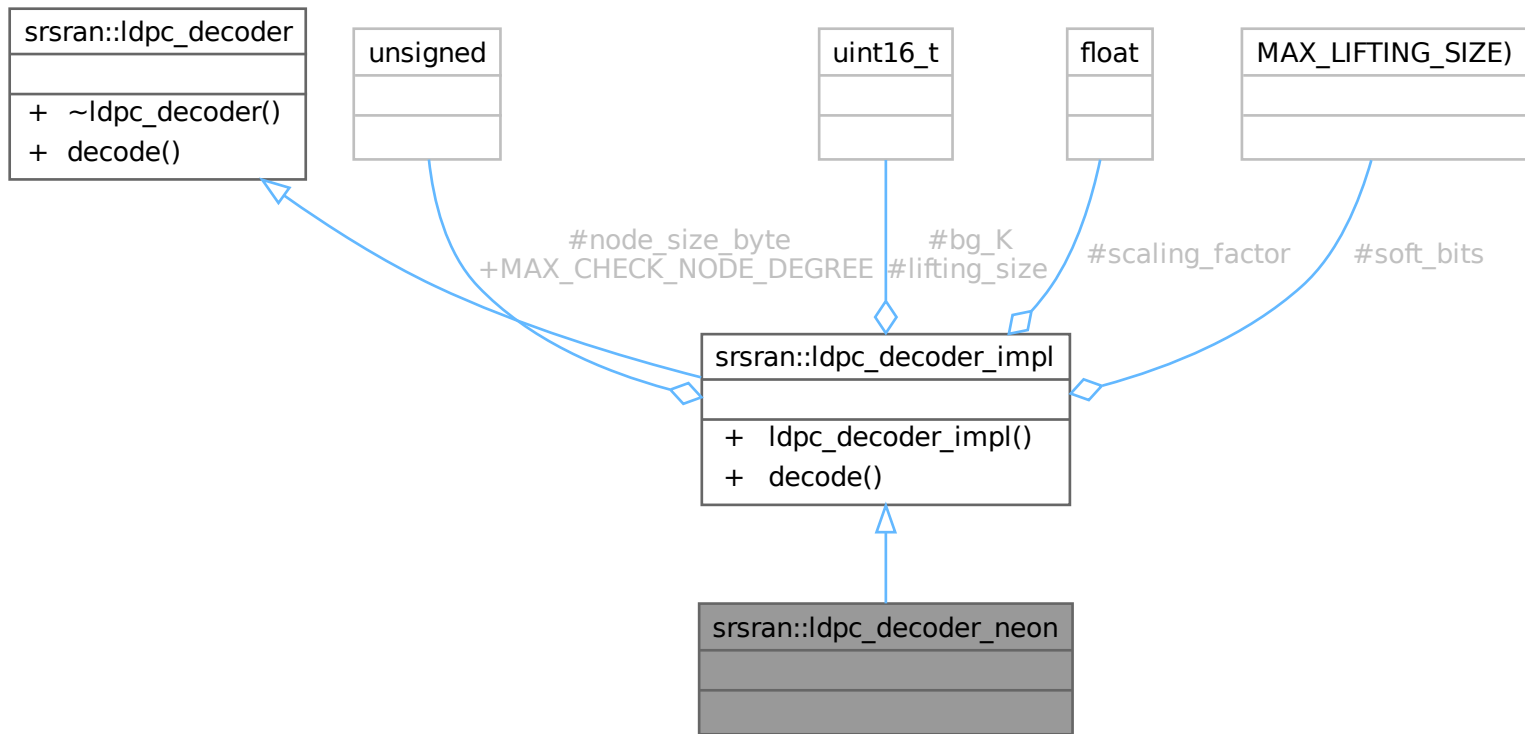 srsran::ldpc_decoder
+ ~ldpc_decoder()
+ decode()
unsigned
uint16_t
float
MAX_LIFTING_SIZE)
#node_size_byte
+MAX_CHECK_NODE_DEGREE
#bg_K
#lifting_size
#scaling_factor
#soft_bits
srsran::ldpc_decoder_impl
+ ldpc_decoder_impl()
+ decode()
srsran::ldpc_decoder_neon